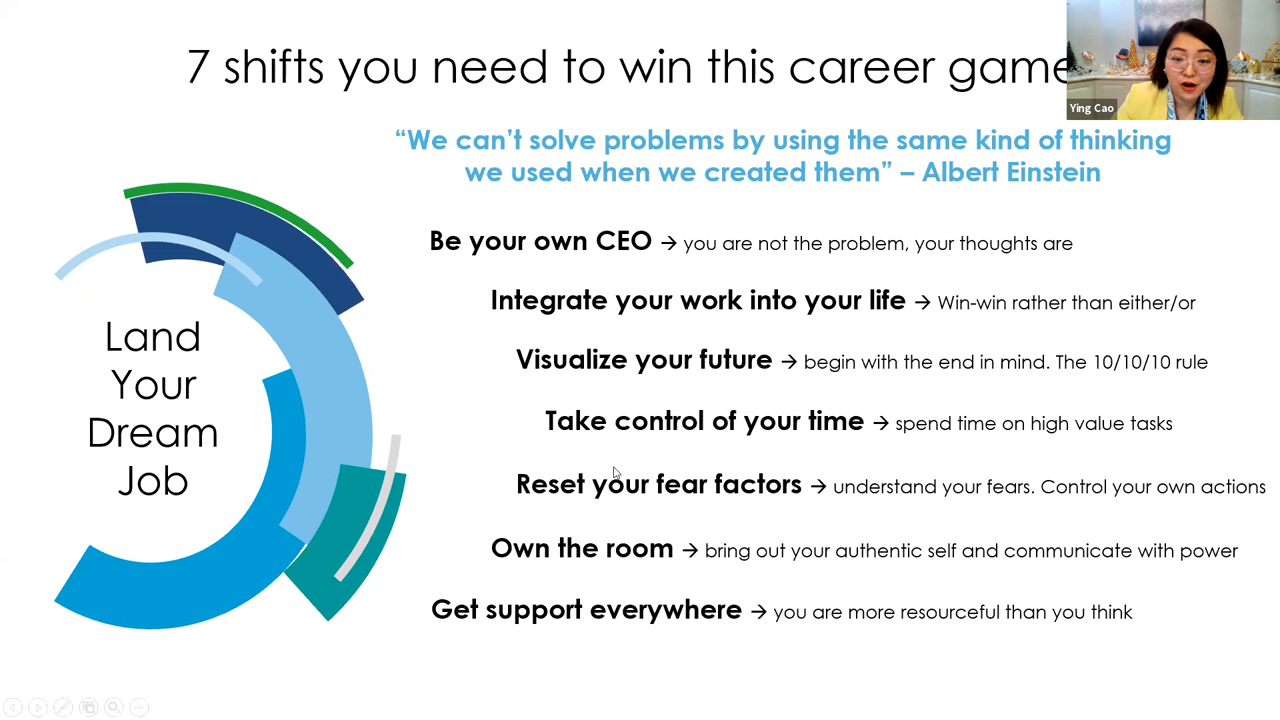 7 shifts you need to win this career game
Ying Cao
“We can’t solve problems by using the same kind of thinking
we used when we created them” – Albert Einstein
Be your own CEO → you are not the problem, your thoughts are
Integrate your work into your life → Win-win rather than either/or
Visualize your future → begin with the end in mind. The 10/10/10 rule
Take control of your time → spend time on high value tasks
Reset your fear factors → understand your fears. Control your own actions
Own the room → bring out your authentic self and communicate with power
Get support everywhere → you are more resourceful than you think
Land
Your
Dream
Job